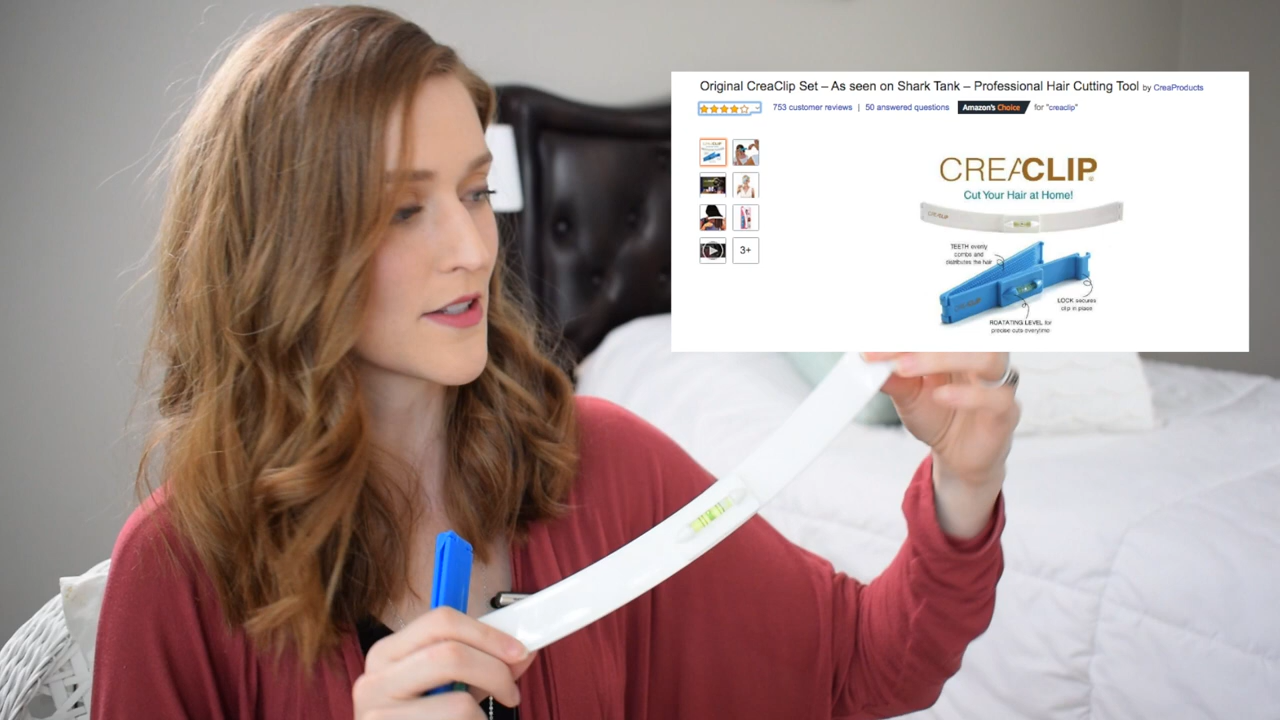 Original CreaClip Set – As seen on Shark Tank – Professional Hair Cutting Tool by CreaProducts
753 customer reviews | 50 answered questions Amazon's Choice for "creaclip"
3+
CREACLIP
Cut Your Hair at Home!
CREACLIP
TEETH evenly
combs and
distributes the hair
LOCK secures
clip in place
ROATATING LEVEL for
precise cuts everytime!